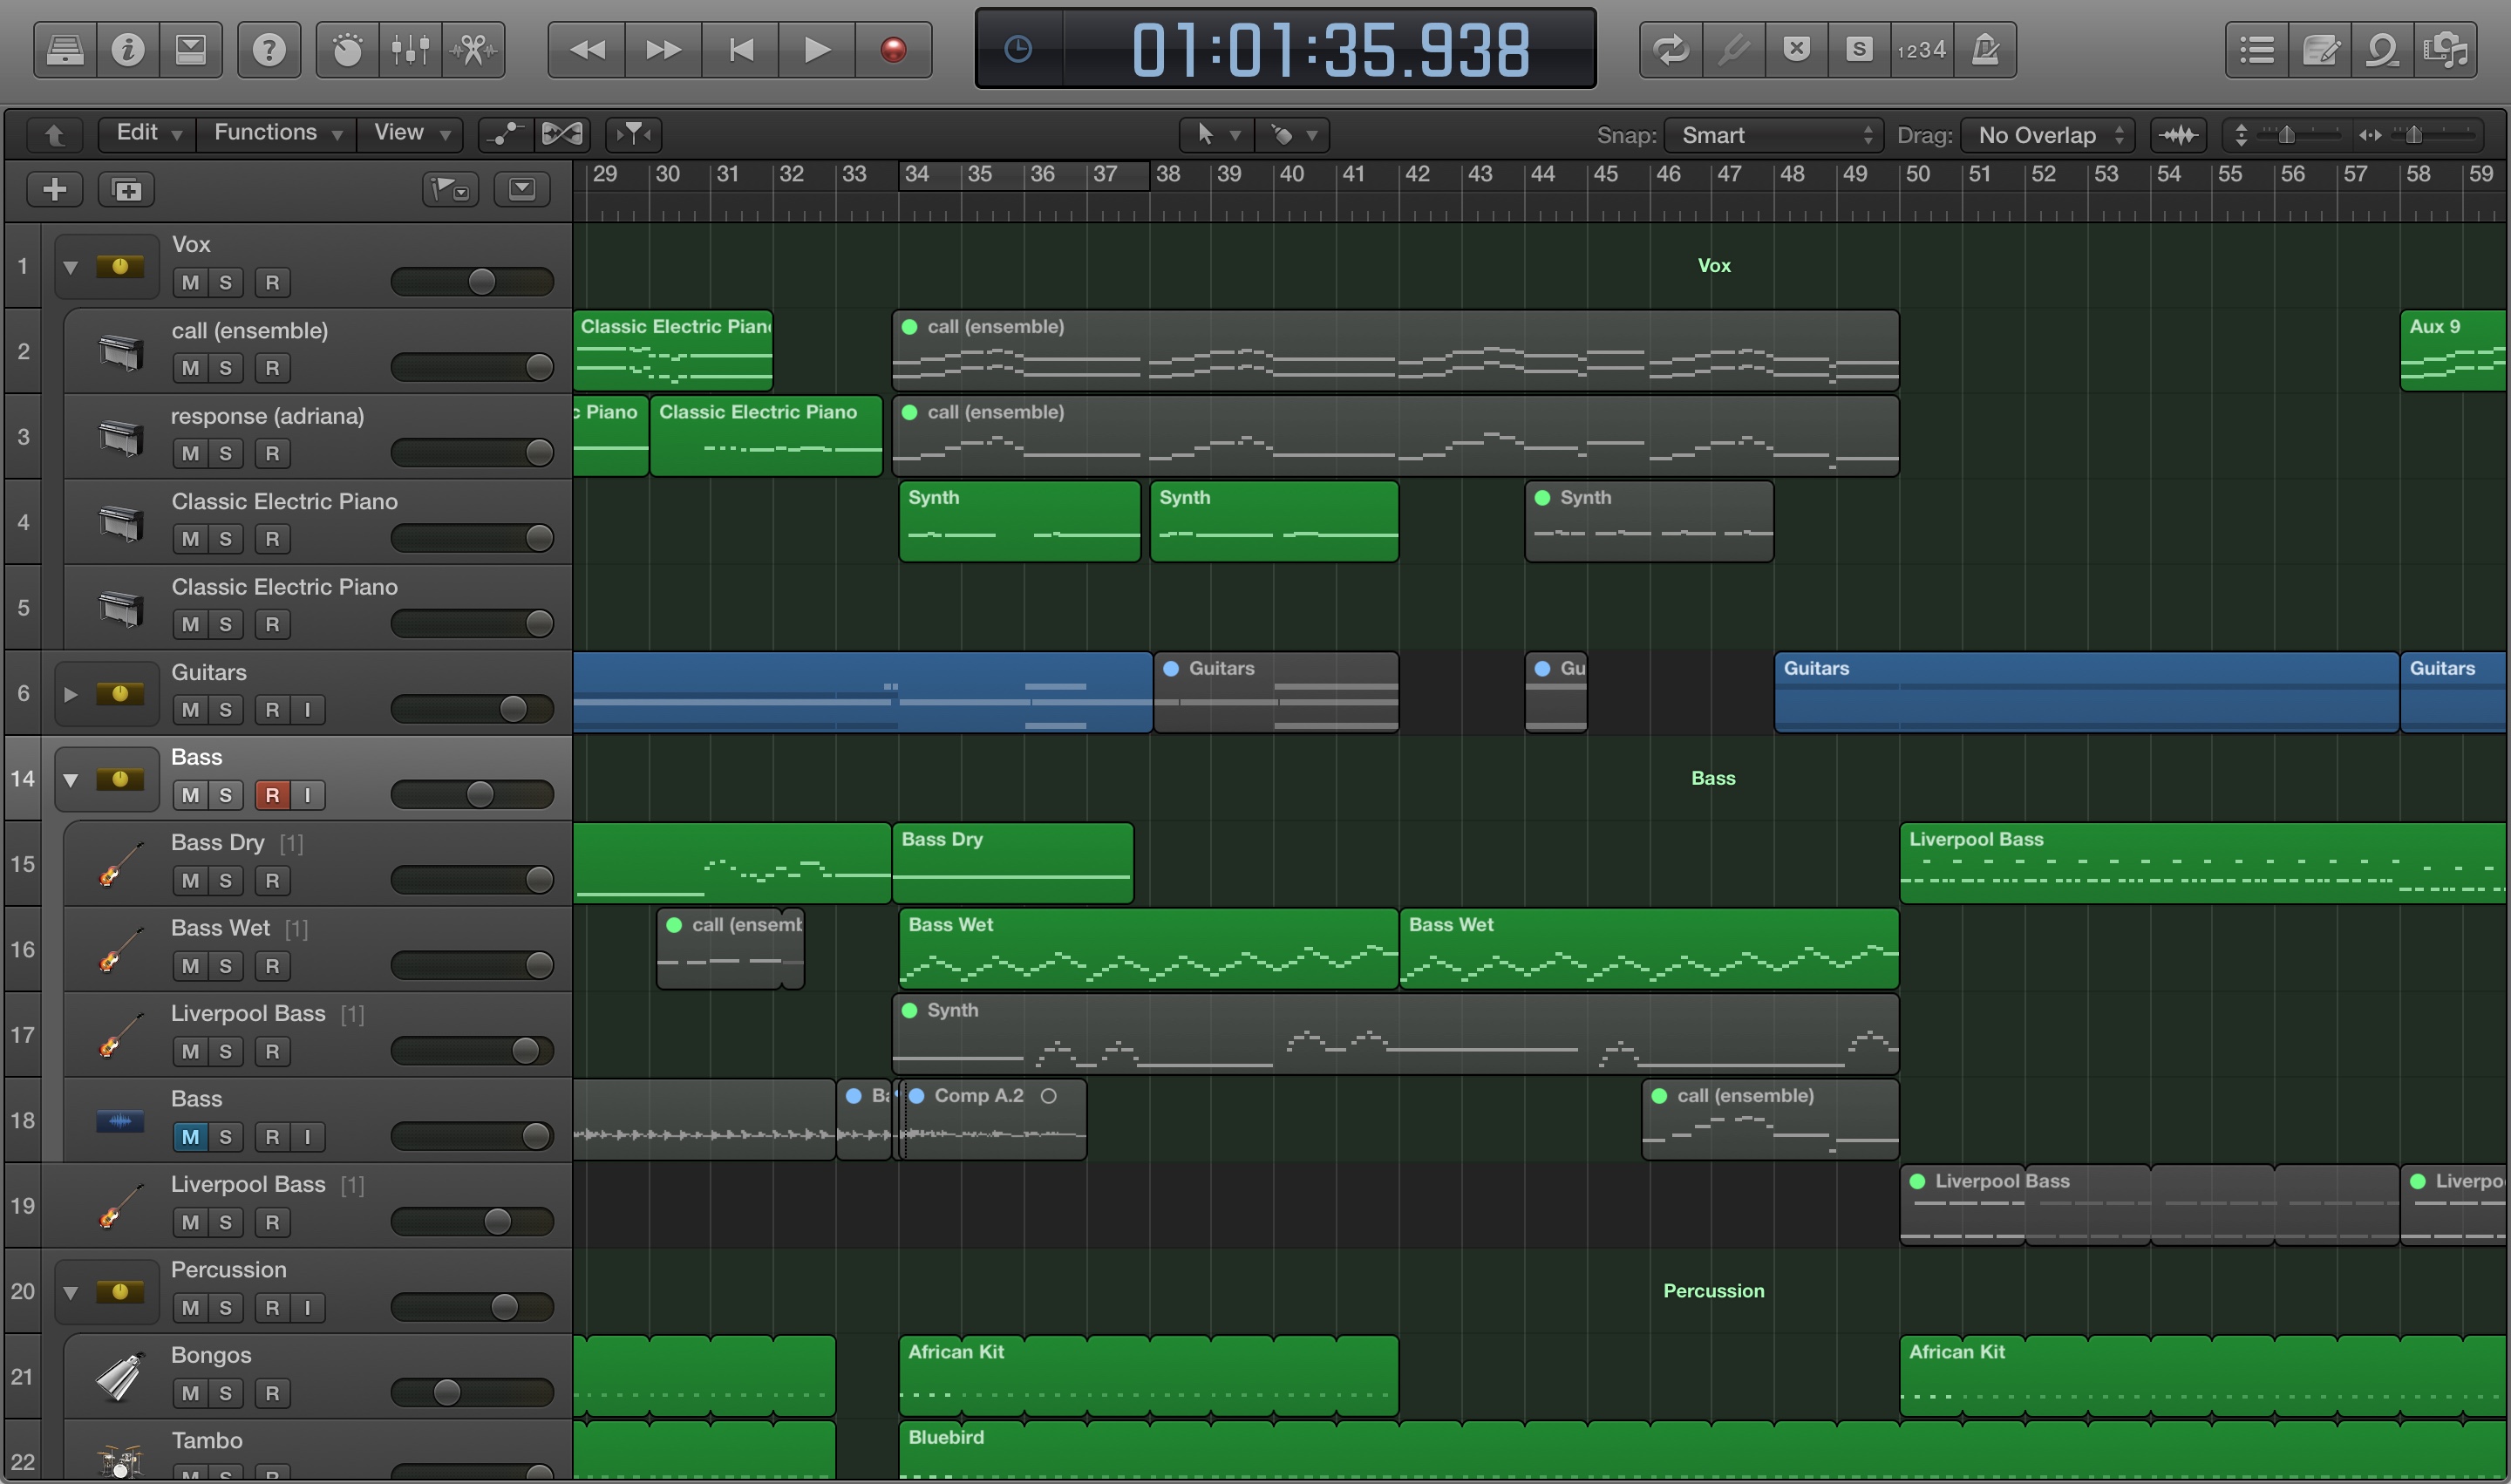 01:01:35.938
S
1234
Edit
Functions
View
Snap: Smart
Drag: No Overlap
29 30 31 32 33 34 35 36 37 38 39 40 41 42 43 44 45 46 47 48 49 50 51 52 53 54 55 56 57 58 59
1
Vox
M S R
Vox
2
call (ensemble)
M S R
Classic Electric Piano
call (ensemble)
Aux 9
3
response (adriana)
M S R
c Piano
Classic Electric Piano
call (ensemble)
4
Classic Electric Piano
M S R
Synth
Synth
Synth
5
Classic Electric Piano
M S R
6
Guitars
M S R I
Guitars
Gu
Guitars
Guitars
14
Bass
M S R I
Bass
15
Bass Dry [1]
M S R
Bass Dry
Liverpool Bass
16
Bass Wet [1]
M S R
call (ensemb
Bass Wet
Bass Wet
17
Liverpool Bass [1]
M S R
Synth
18
Bass
M S R I
Ba
Comp A.2
call (ensemble)
19
Liverpool Bass [1]
M S R
Liverpool Bass
Liverpo
20
Percussion
M S R I
Percussion
21
Bongos
M S R
African Kit
African Kit
22
Tambo
M S R
Bluebird